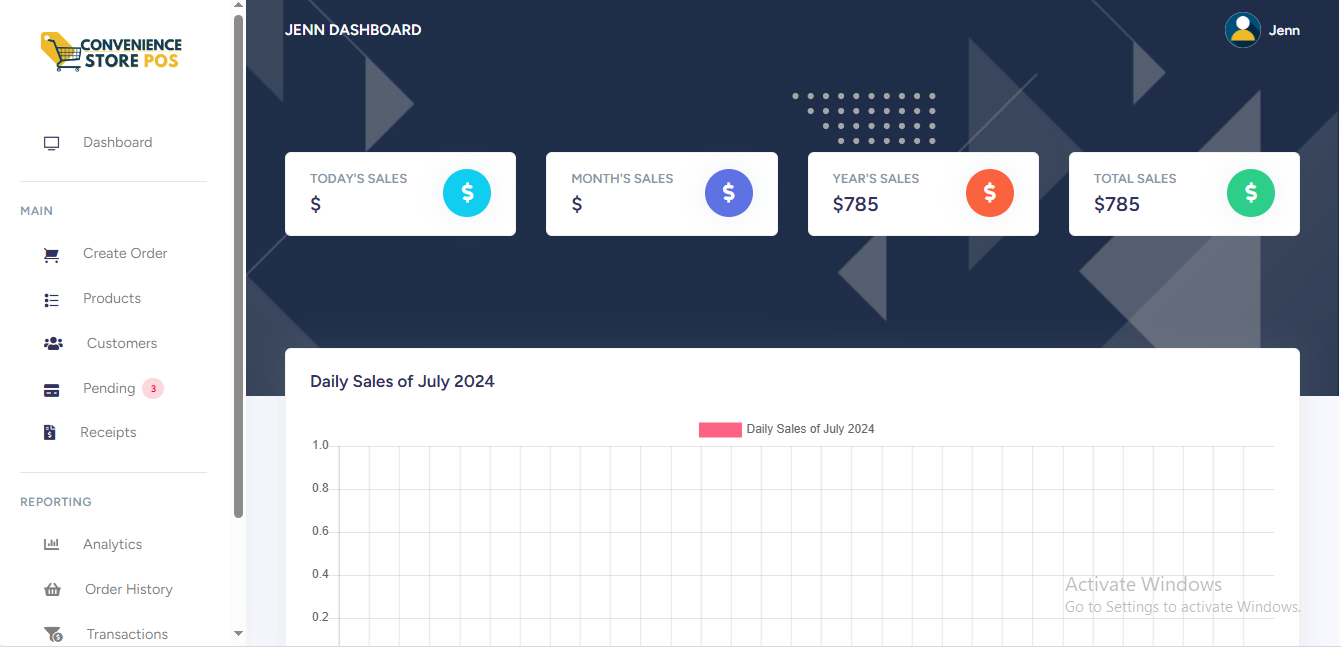 CONVENIENCE
STORE POS
Dashboard
MAIN
Create Order
Products
Customers
Pending 3
Receipts
REPORTING
Analytics
Order History
Transactions
JENN DASHBOARD
Jenn
TODAY'S SALES
$
$
MONTH'S SALES
$
$
YEAR'S SALES
$785
$
TOTAL SALES
$785
$
Daily Sales of July 2024
Daily Sales of July 2024
1.0
0.8
0.6
0.4
0.2
Activate Windows
Go to Settings to activate Windows.